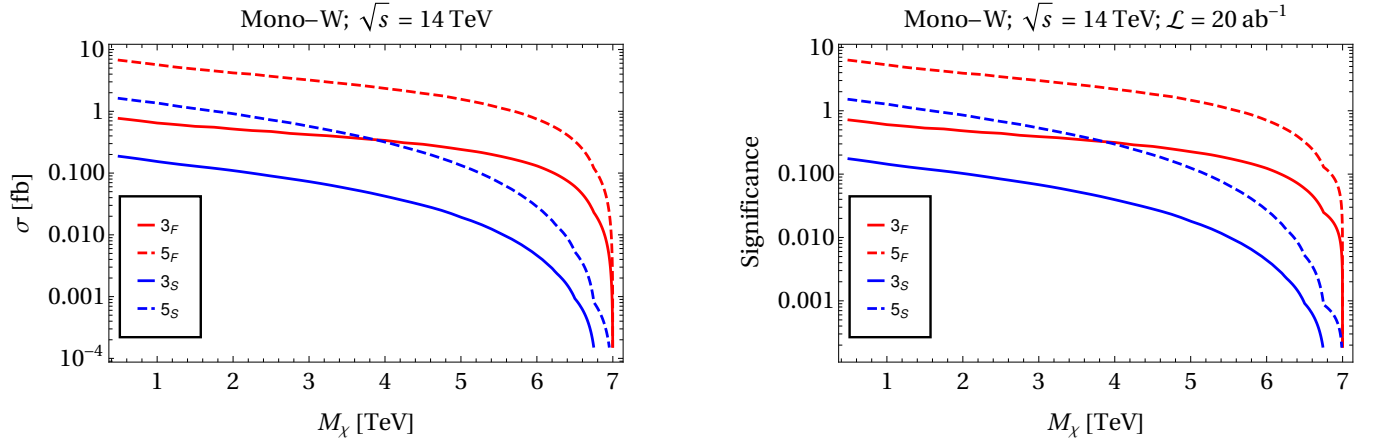 Mono–W; √s = 14 TeV
σ [fb]
10
1
0.100
0.010
0.001
10⁻⁴
3_F
5_F
3_S
5_S
1 2 3 4 5 6 7
M_χ [TeV]
Mono–W; √s = 14 TeV; ℒ = 20 ab⁻¹
Significance
10
1
0.100
0.010
0.001
3_F
5_F
3_S
5_S
1 2 3 4 5 6 7
M_χ [TeV]